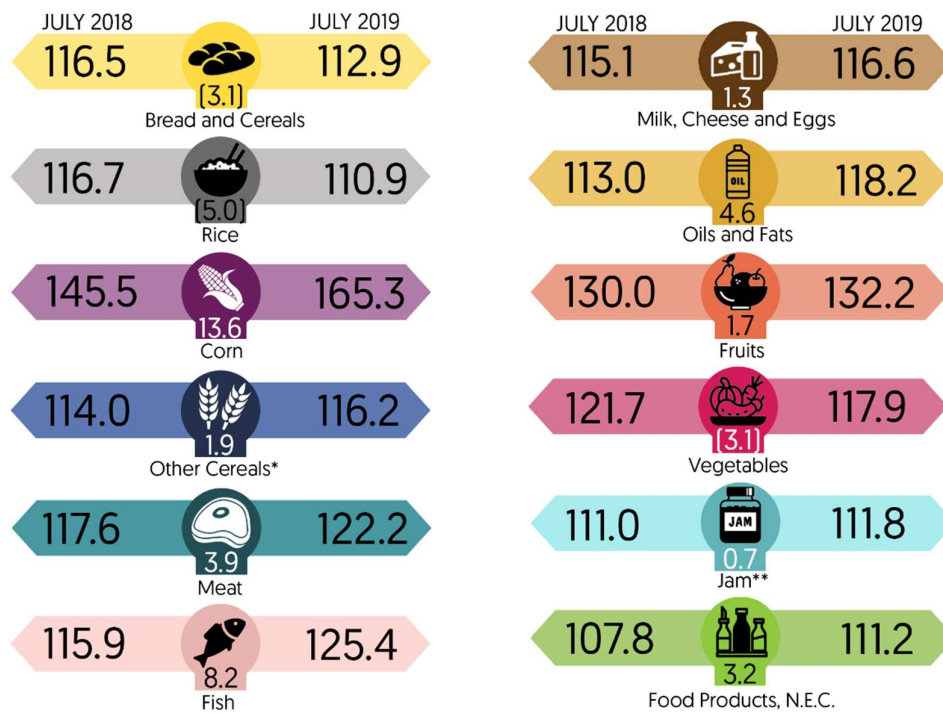 JULY 2018 JULY 2019
116.5 112.9
(3.1)
Bread and Cereals
116.7 110.9
(5.0)
Rice
145.5 165.3
13.6
Corn
114.0 116.2
1.9
Other Cereals*
117.6 122.2
3.9
Meat
115.9 125.4
8.2
Fish
JULY 2018 JULY 2019
115.1 116.6
1.3
Milk, Cheese and Eggs
113.0 118.2
OIL
4.6
Oils and Fats
130.0 132.2
1.7
Fruits
121.7 117.9
(3.1)
Vegetables
111.0 111.8
JAM
0.7
Jam**
107.8 111.2
3.2
Food Products, N.E.C.